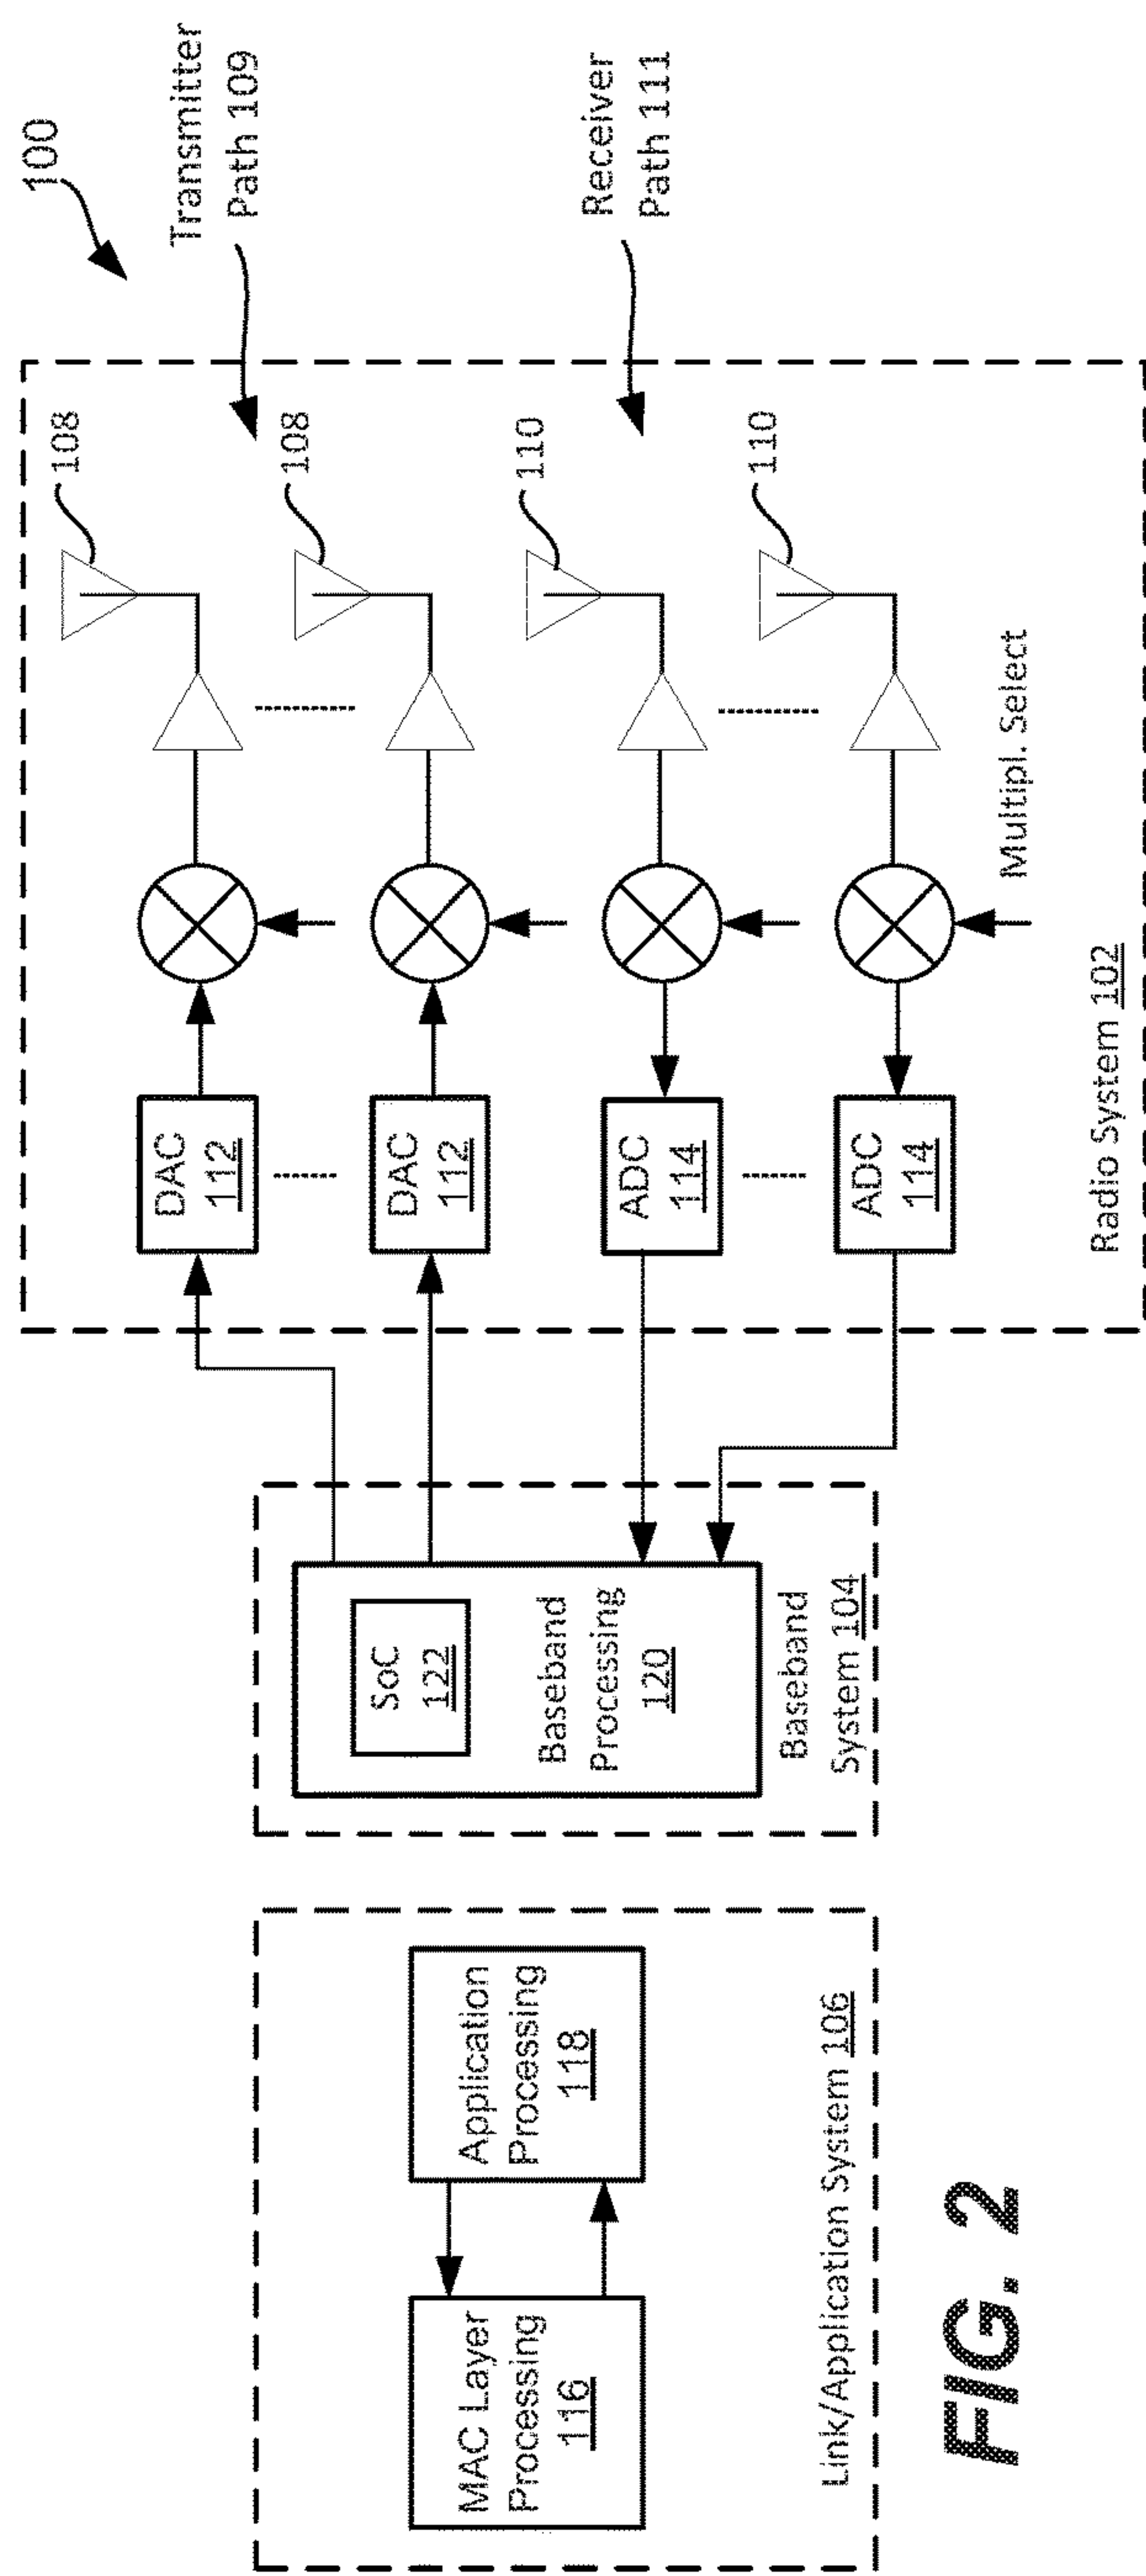 100
Transmitter
Path 109
Receiver
Path 111
108
108
110
110
DAC
112
DAC
112
ADC
114
ADC
114
Multipl. Select
Radio System 102
SoC
122
Baseband
Processing
120
Baseband
System 104
Application
Processing
118
MAC Layer
Processing
116
Link/Application System 106
FIG. 2